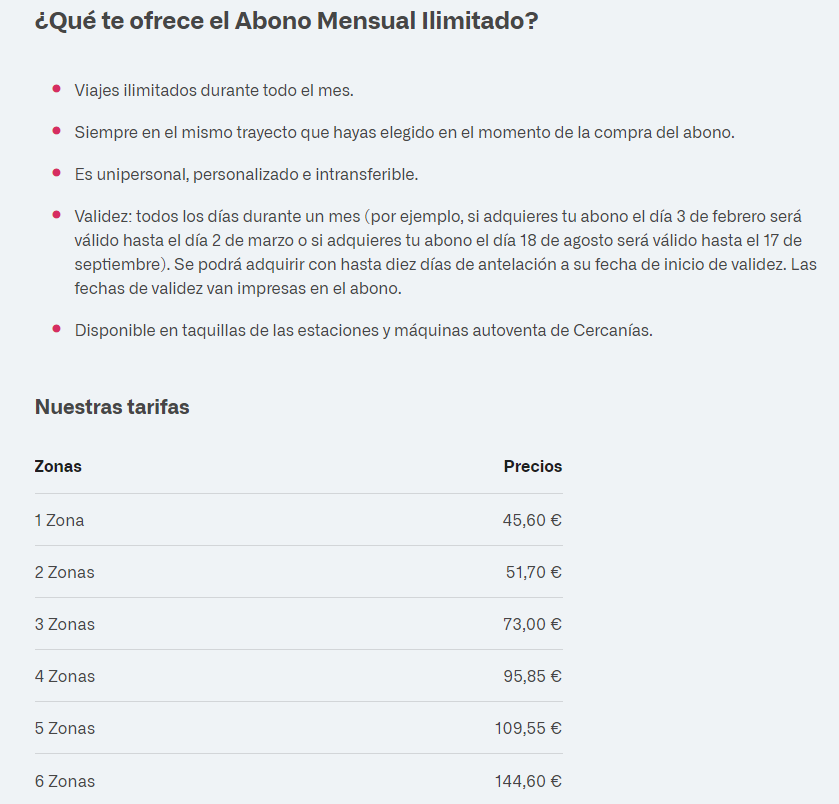 ¿Qué te ofrece el Abono Mensual Ilimitado?
Viajes ilimitados durante todo el mes.
Siempre en el mismo trayecto que hayas elegido en el momento de la compra del abono.
Es unipersonal, personalizado e intransferible.
Validez: todos los días durante un mes (por ejemplo, si adquieres tu abono el día 3 de febrero será
válido hasta el día 2 de marzo o si adquieres tu abono el día 18 de agosto será válido hasta el 17 de
septiembre). Se podrá adquirir con hasta diez días de antelación a su fecha de inicio de validez. Las
fechas de validez van impresas en el abono.
Disponible en taquillas de las estaciones y máquinas autoventa de Cercanías.
Nuestras tarifas
Zonas Precios
1 Zona 45,60 €
2 Zonas 51,70 €
3 Zonas 73,00 €
4 Zonas 95,85 €
5 Zonas 109,55 €
6 Zonas 144,60 €